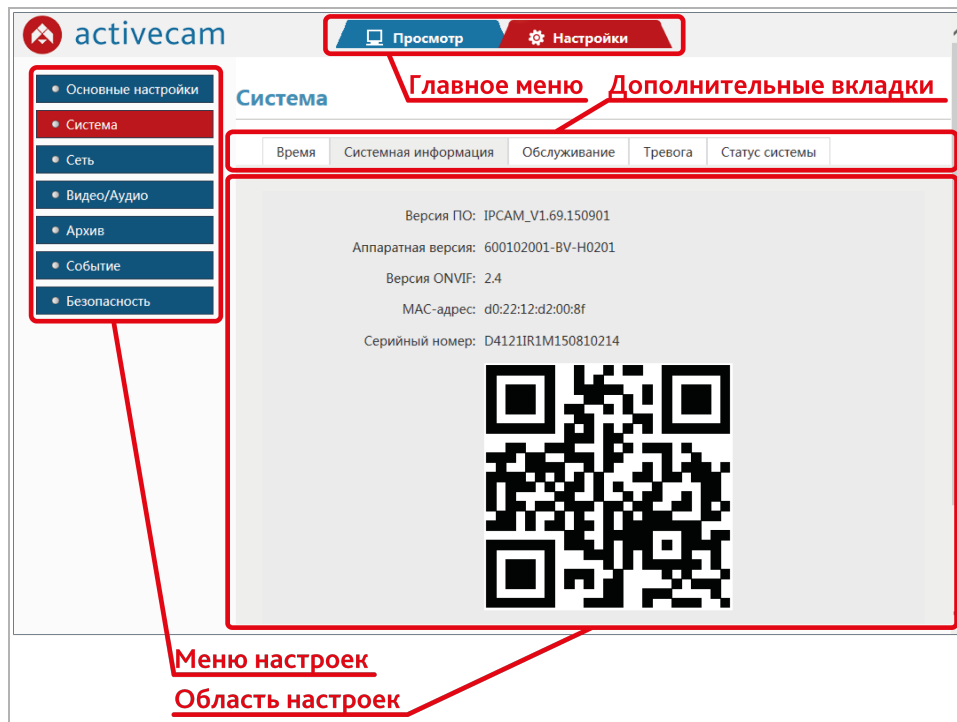 activecam
Просмотр
Настройки
Главное меню
Дополнительные вкладки
Основные настройки
Система
Сеть
Видео/Аудио
Архив
Событие
Безопасность
Система
Время Системная информация Обслуживание Тревога Статус системы
Версия ПО: IPCAM_V1.69.150901
Аппаратная версия: 600102001-BV-H0201
Версия ONVIF: 2.4
MAC-адрес: d0:22:12:d2:00:8f
Серийный номер: D4121IR1M150810214
Меню настроек
Область настроек